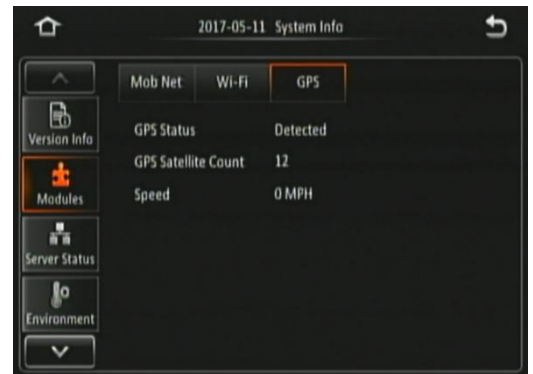 2017-05-11 System Info
Mob Net Wi-Fi GPS
Version Info
GPS Status Detected
GPS Satellite Count 12
Modules
Speed 0 MPH
Server Status
Environment